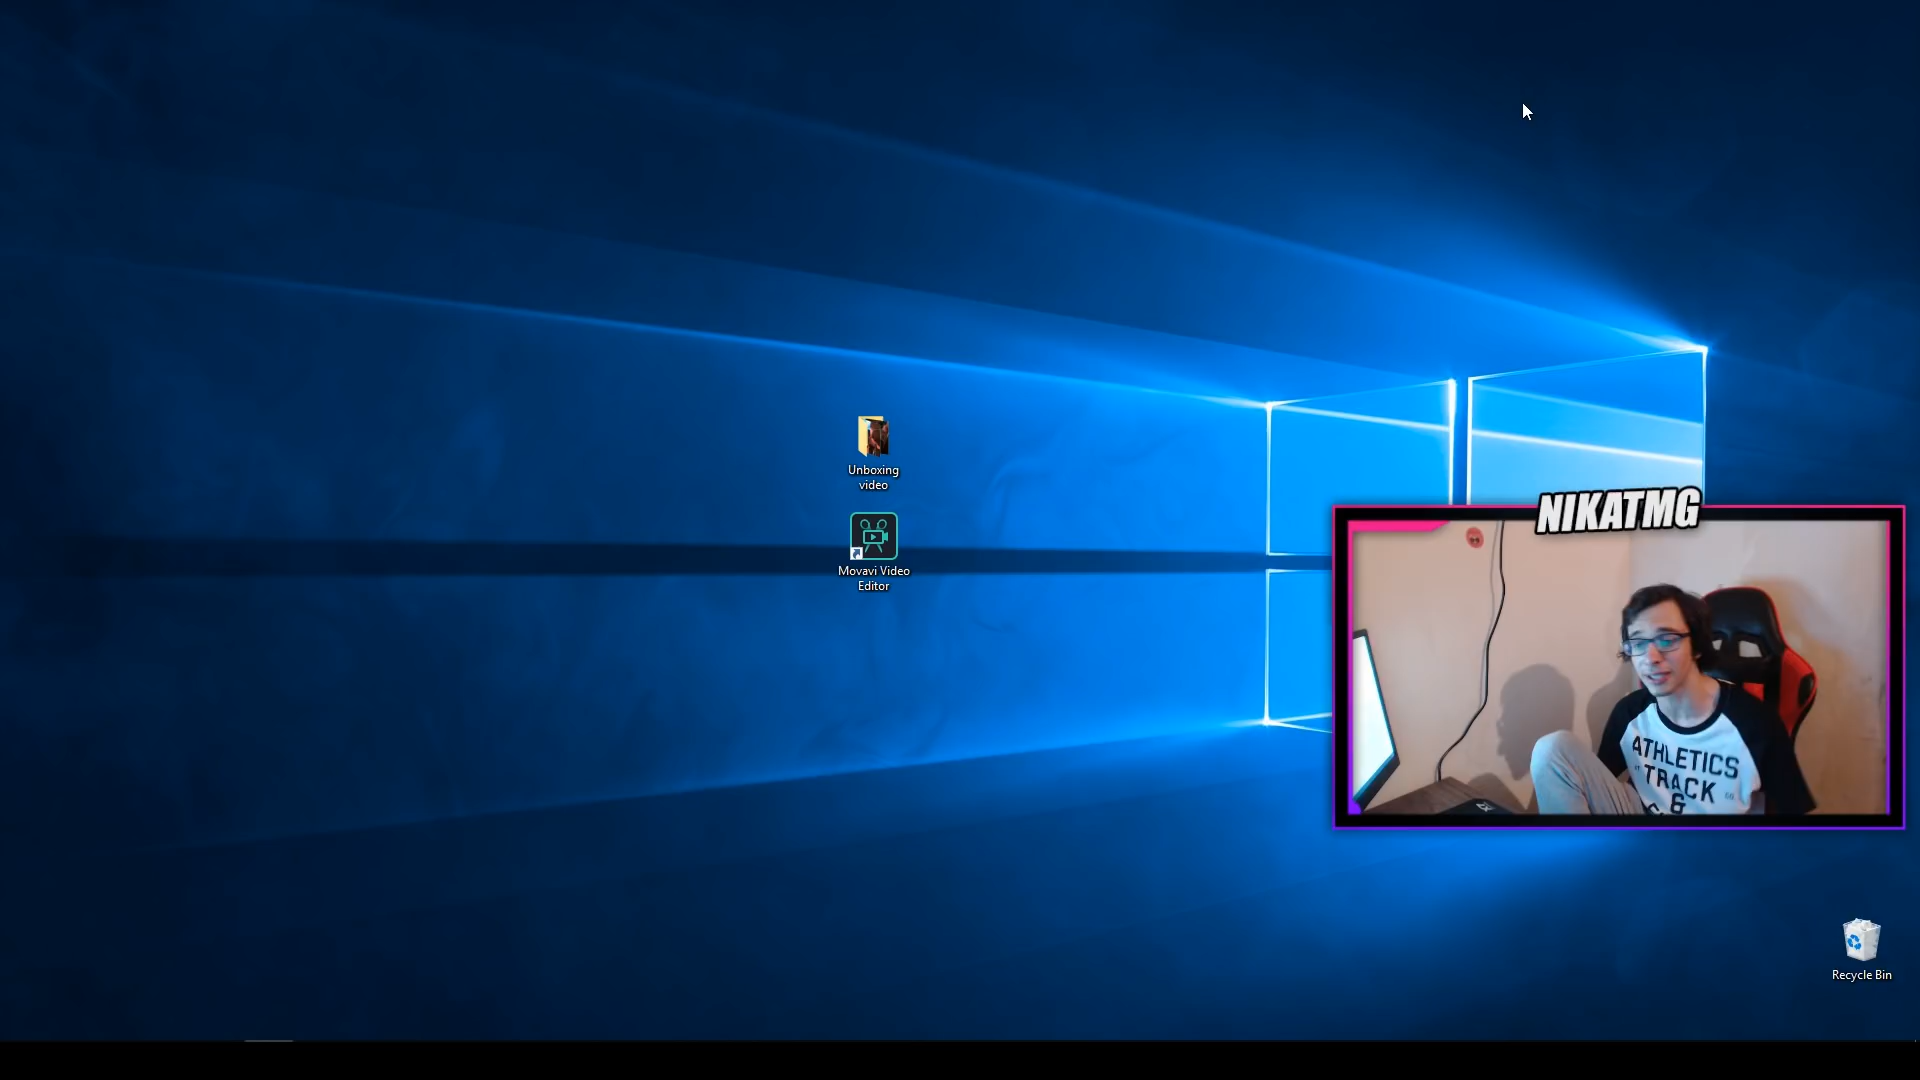 Unboxing
video
Movavi Video
Editor
NIKATMG
ATHLETICS
TRACK
&
Recycle Bin